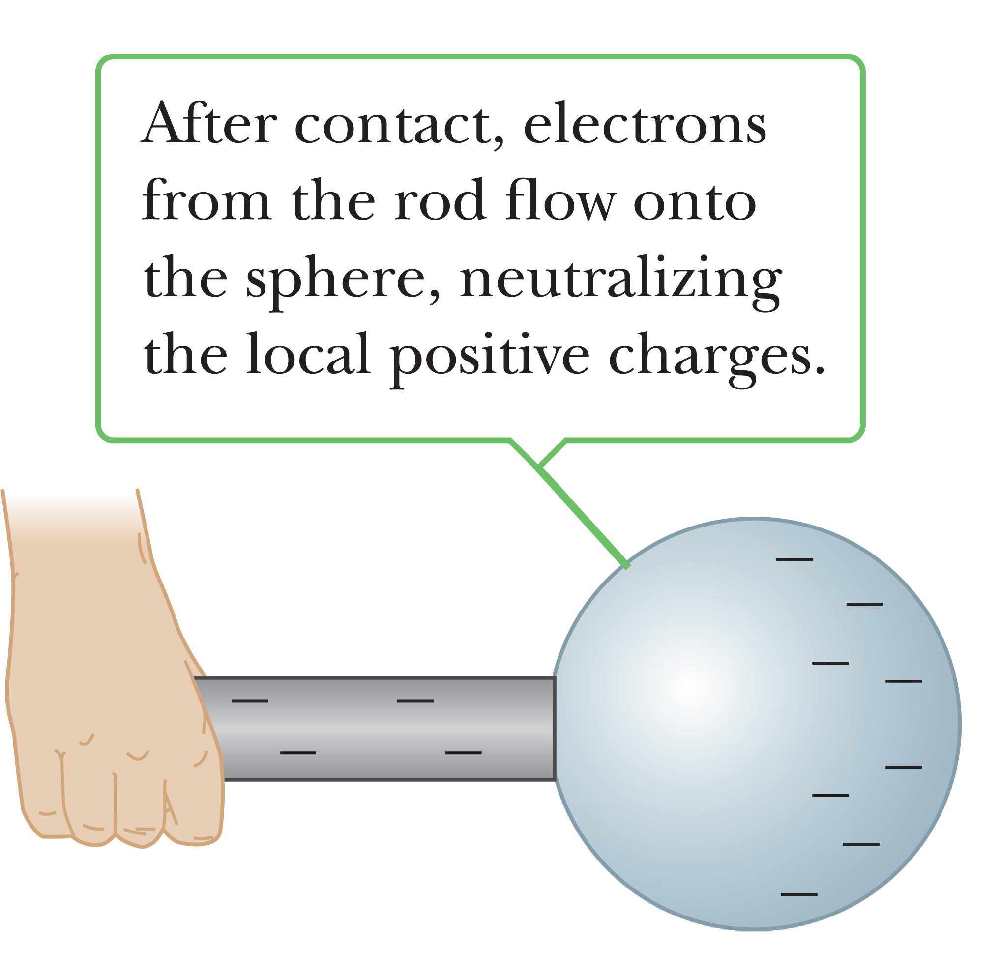 After contact, electrons
from the rod flow onto
the sphere, neutralizing
the local positive charges.